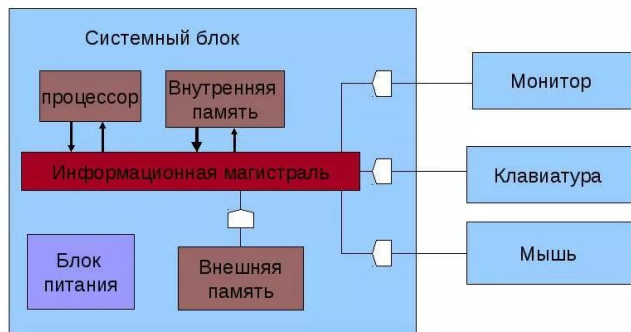 Системный блок
процессор
Внутренняя
память
Монитор
Информационная магистраль
Клавиатура
Блок
питания
Внешняя
память
Мышь